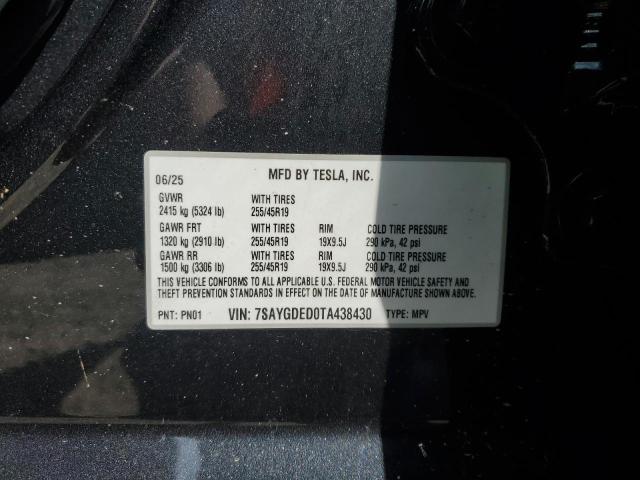 06/25 MFD BY TESLA, INC.
GVWR WITH TIRES
2415 kg (5324 lb) 255/45R19
GAWR FRT WITH TIRES RIM COLD TIRE PRESSURE
1320 kg (2910 lb) 255/45R19 19X9.5J 290 kPa, 42 psi
GAWR RR WITH TIRES RIM COLD TIRE PRESSURE
1500 kg (3306 lb) 255/45R19 19X9.5J 290 kPa, 42 psi
THIS VEHICLE CONFORMS TO ALL APPLICABLE U.S. FEDERAL MOTOR VEHICLE SAFETY AND
THEFT PREVENTION STANDARDS IN EFFECT ON THE DATE OF MANUFACTURE SHOWN ABOVE.
PNT: PN01 VIN: 7SAYGDED0TA438430 TYPE: MPV